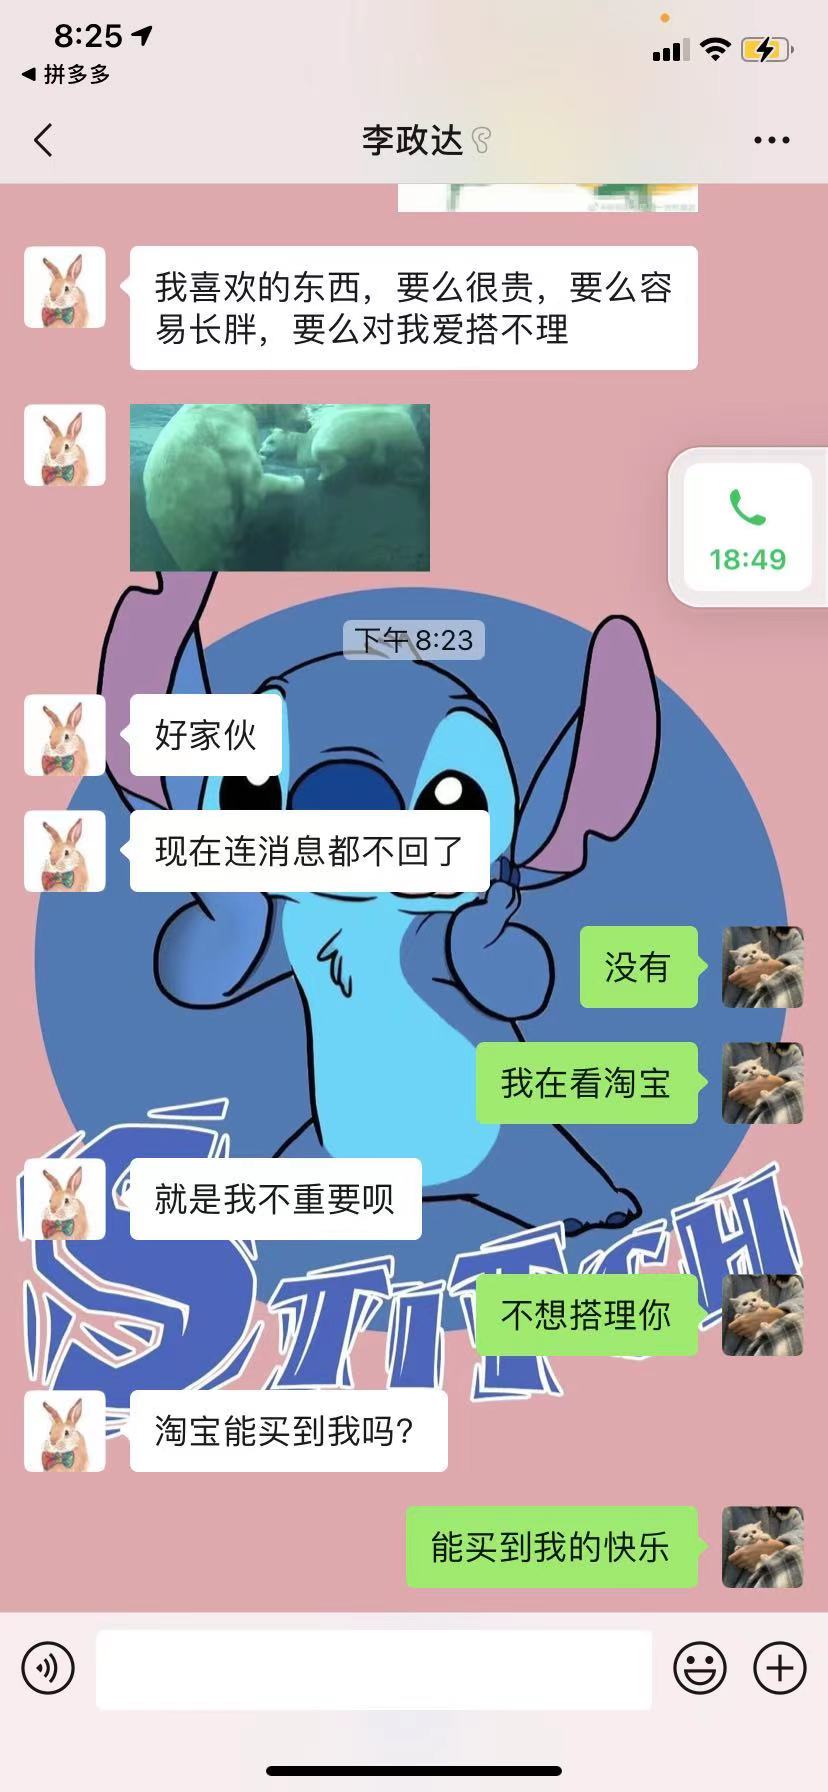 8:25
拼多多
李政达
我喜欢的东西，要么很贵，要么容
易长胖，要么对我爱搭不理
18:49
下午8:23
好家伙
现在连消息都不回了
没有
我在看淘宝
就是我不重要呗
不想搭理你
淘宝能买到我吗?
能买到我的快乐
STITCH